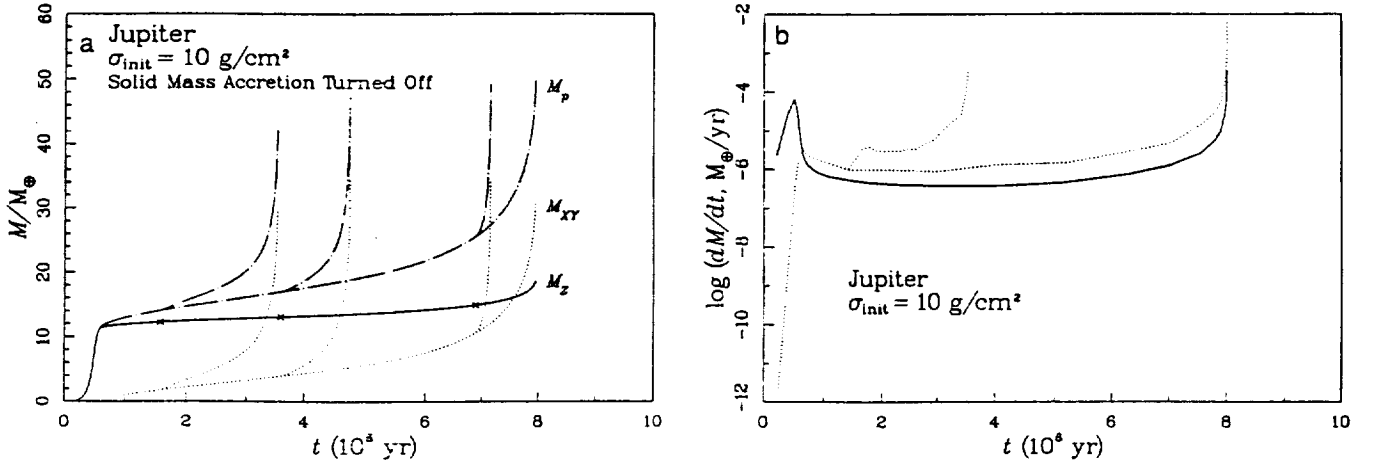 60
50
40
30
20
10
0
M/M⊕
a Jupiter
σinit = 10 g/cm²
Solid Mass Accretion Turned Off
Mp
MXY
MZ
0 2 4 6 8 10
t (10⁶ yr)
-2
-4
-6
-8
-10
-12
log (dM/dt, M⊕/yr)
b
Jupiter
σinit = 10 g/cm²
2 4 6 8 10
t (10⁶ yr)